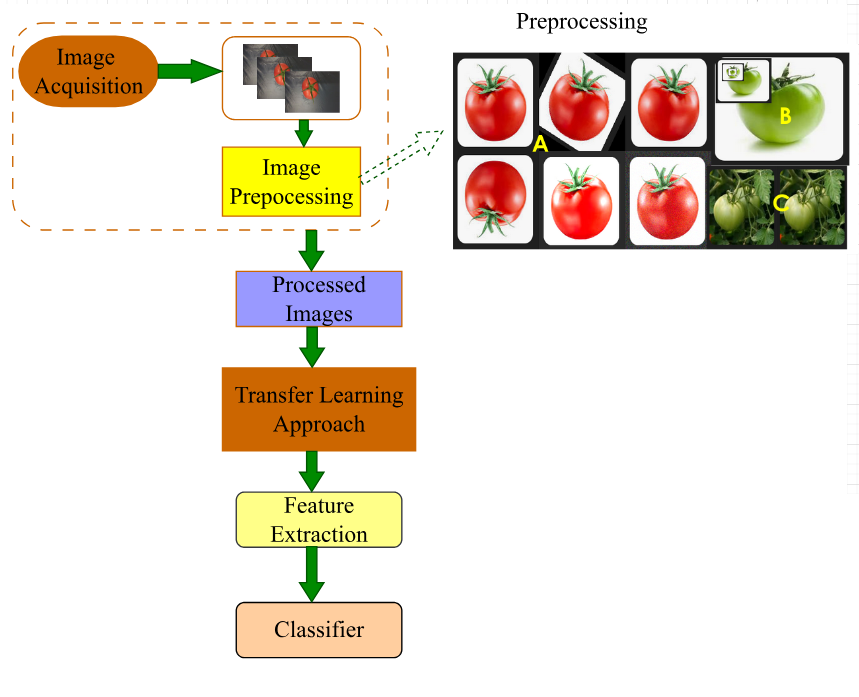 Preprocessing
Image
Acquisition
Image
Prepocessing
A
B
C
Processed
Images
Transfer Learning
Approach
Feature
Extraction
Classifier